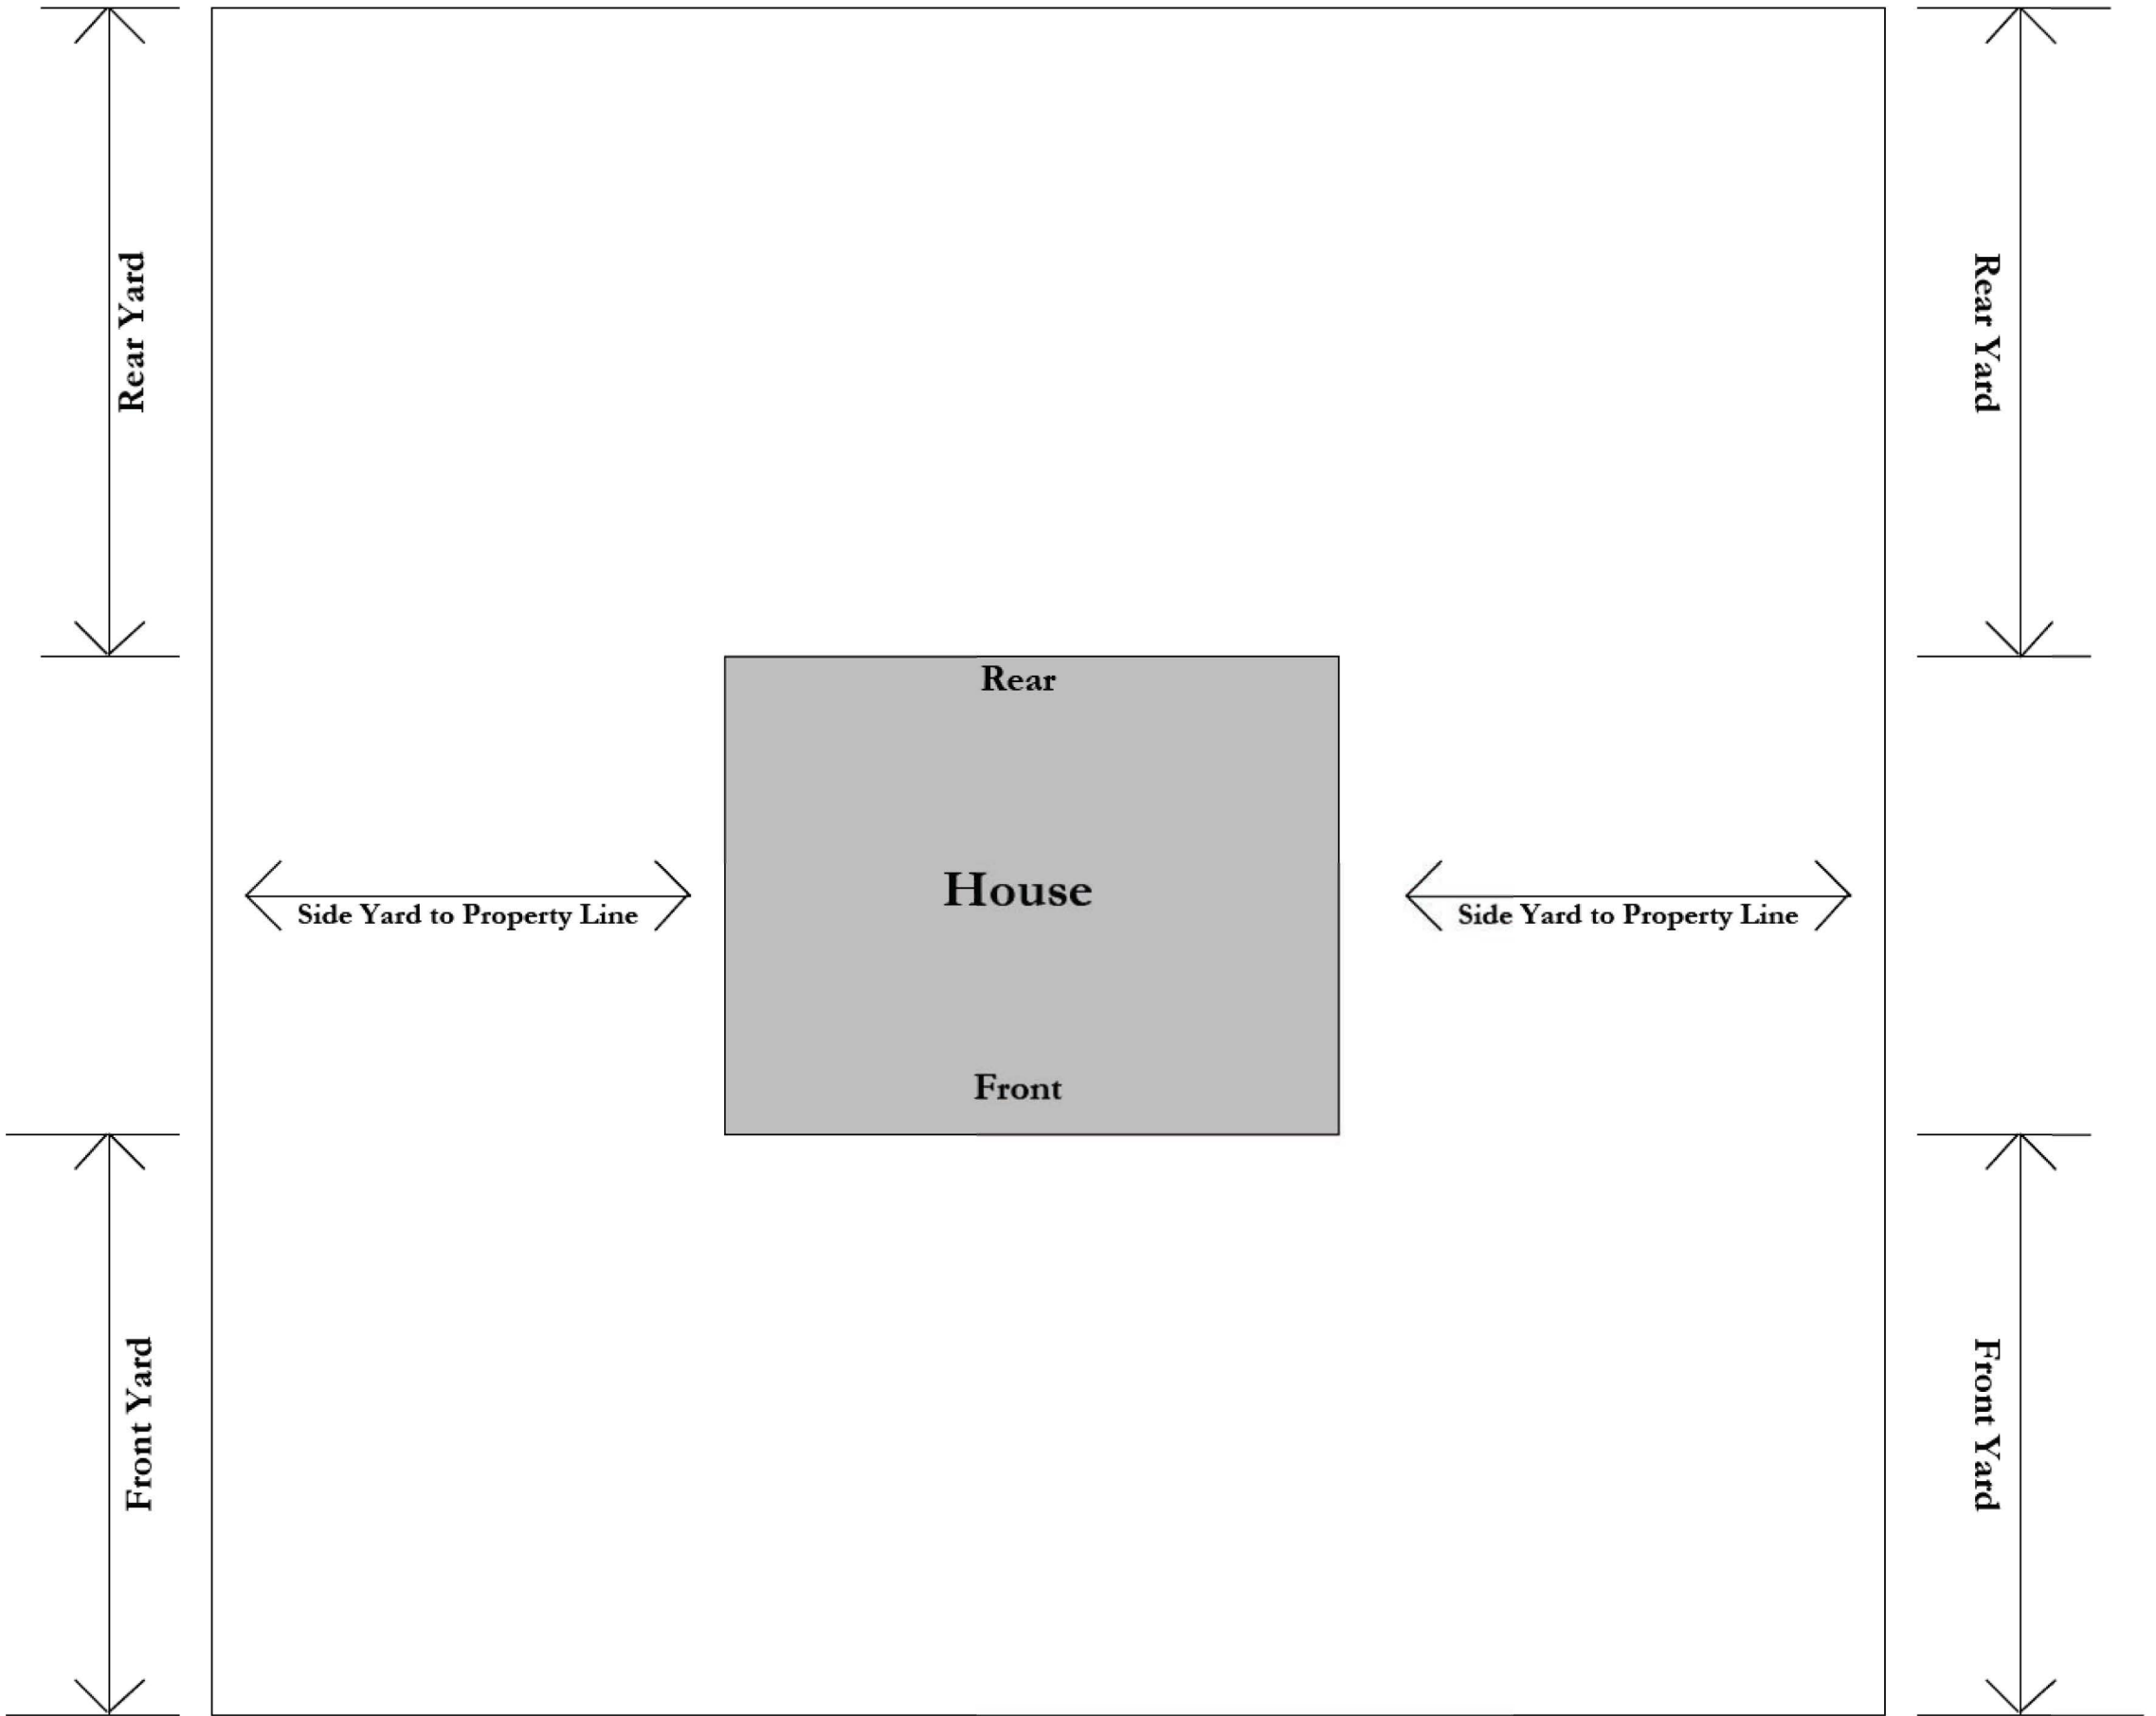 Rear Yard
Rear Yard
Rear
House
Side Yard to Property Line
Side Yard to Property Line
Front
Front Yard
Front Yard